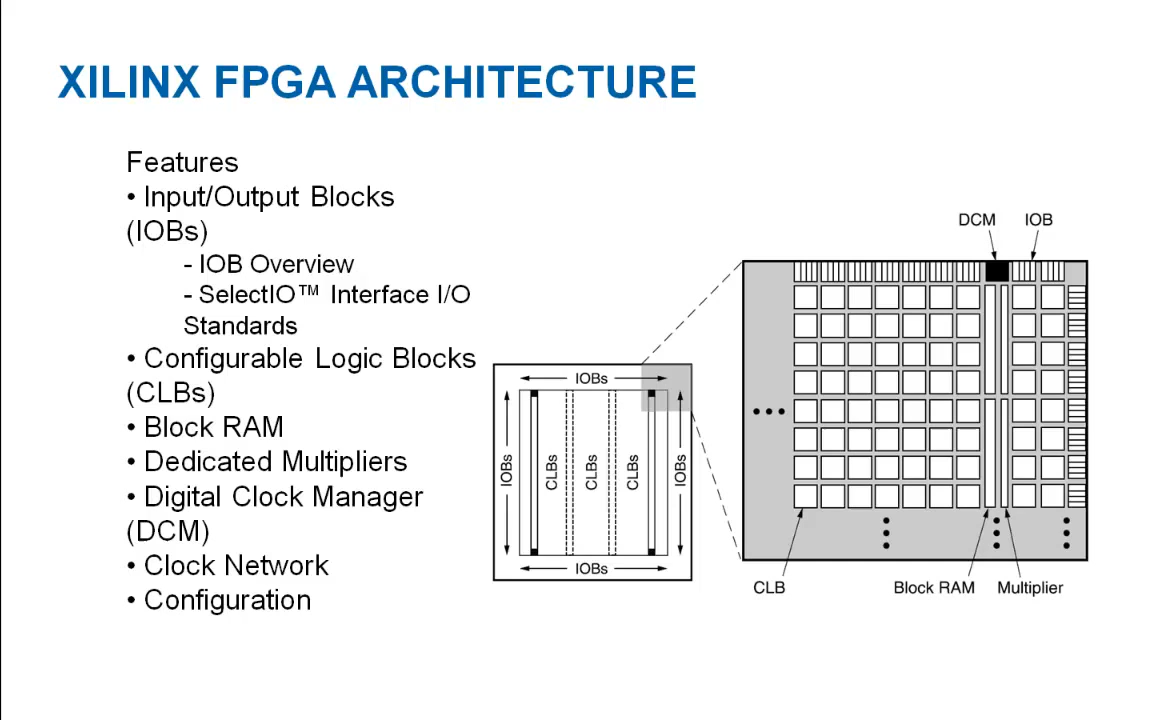 XILINX FPGA ARCHITECTURE
Features
• Input/Output Blocks
(IOBs)
- IOB Overview
- SelectIO™ Interface I/O
Standards
• Configurable Logic Blocks
(CLBs)
• Block RAM
• Dedicated Multipliers
• Digital Clock Manager
(DCM)
• Clock Network
• Configuration
IOBs
IOBs
CLBs
CLBs
CLBs
IOBs
IOBs
DCM
IOB
CLB
Block RAM
Multiplier